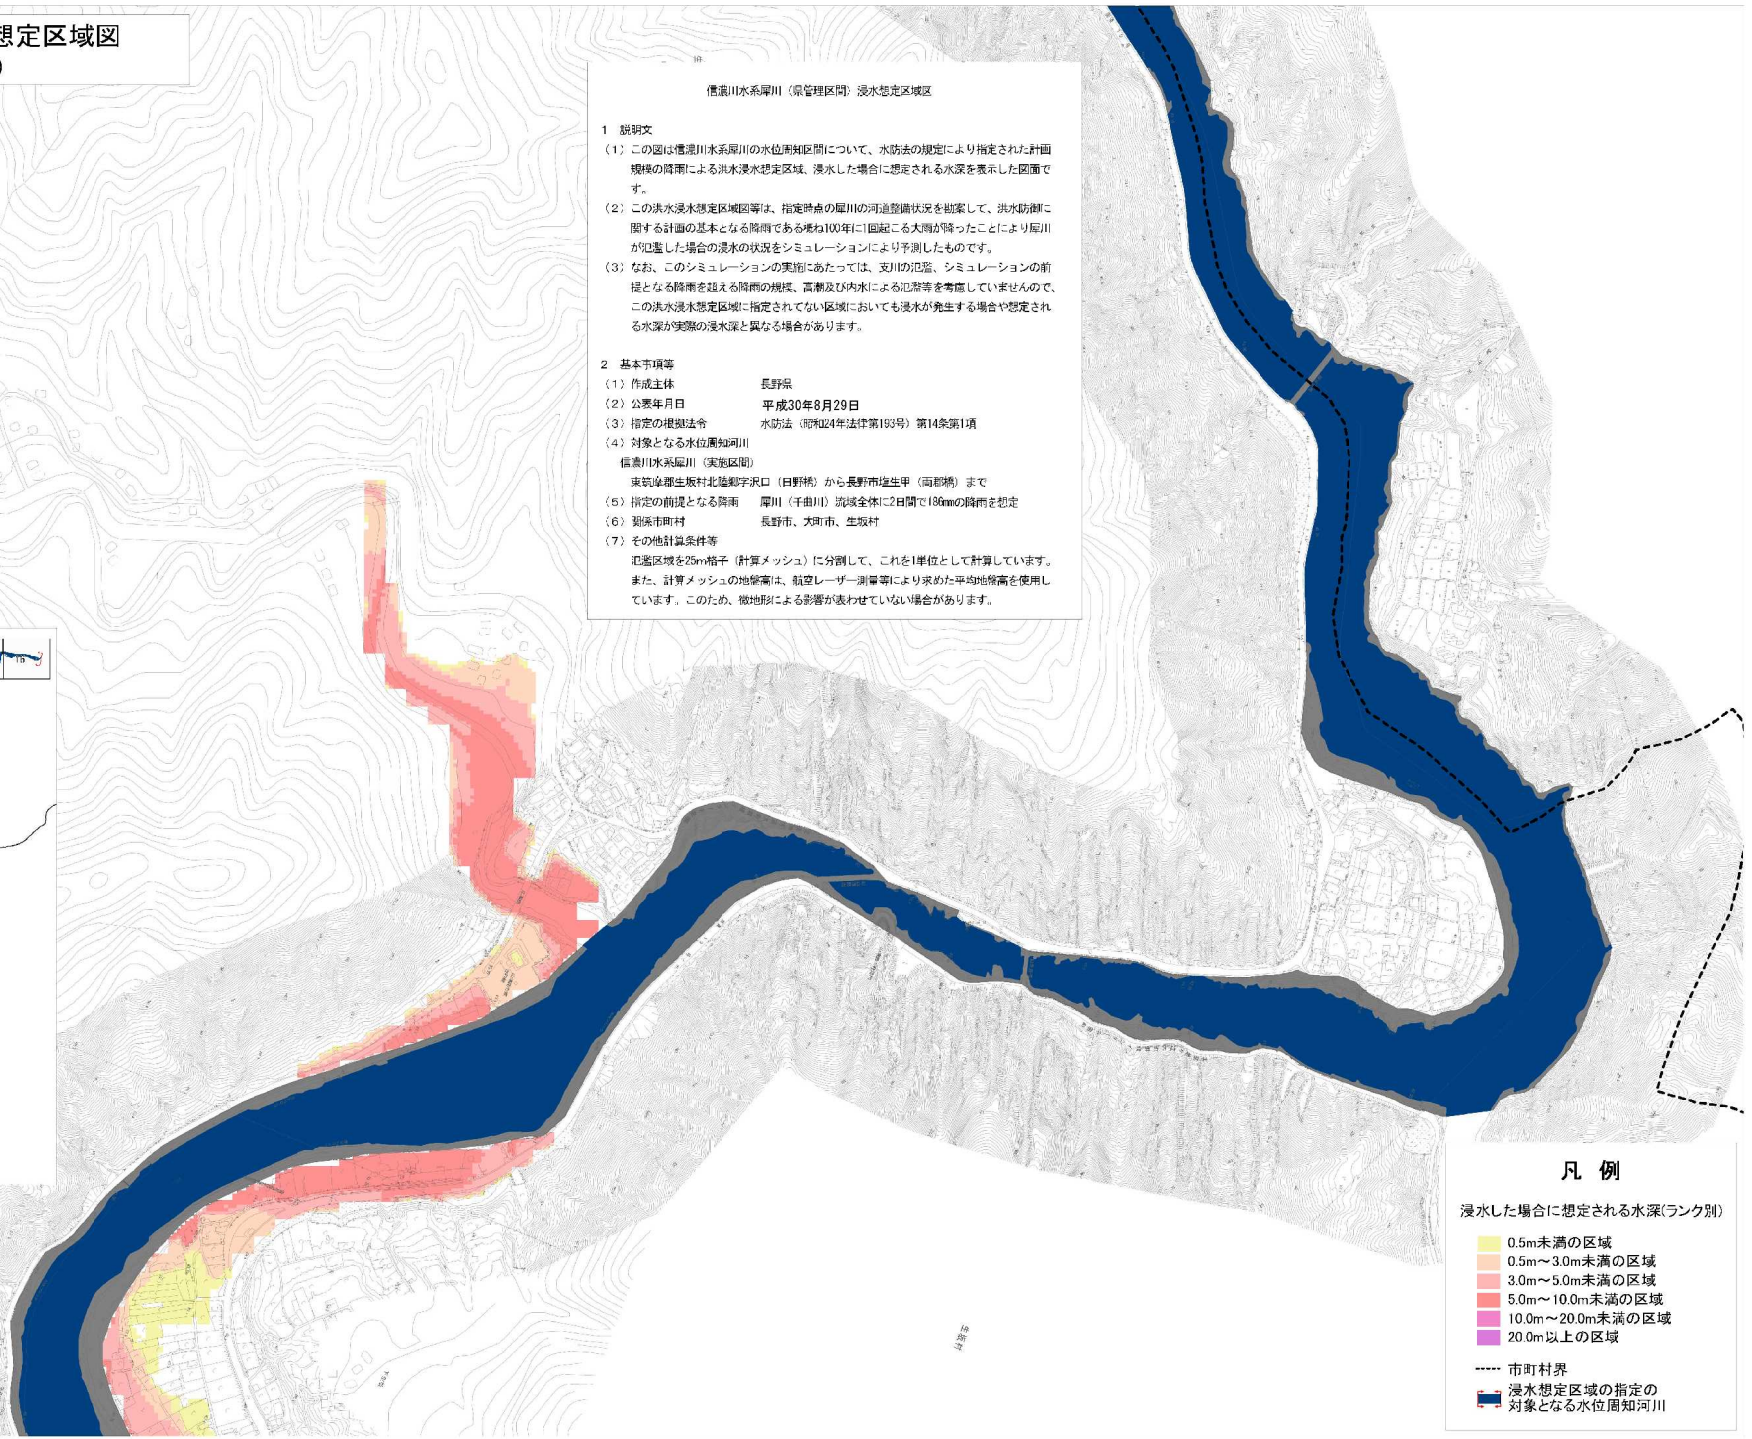 想定区域図
)
信濃川水系犀川（県管理区間）浸水想定区域図
1　説明文
（1）この図は信濃川水系犀川の水位周知区間について、水防法の規定により指定された計画
規模の降雨による洪水浸水想定区域、浸水した場合に想定される水深を表示した図面で
す。
（2）この洪水浸水想定区域図等は、指定時点の犀川の河道整備状況を勘案して、洪水防御に
関する計画の基本となる降雨である概ね100年に1回起こる大雨が降ったことにより犀川
が氾濫した場合の浸水の状況をシミュレーションにより予測したものです。
（3）なお、このシミュレーションの実施にあたっては、支川の氾濫、シミュレーションの前
提となる降雨を超える降雨の規模、高潮及び内水による氾濫等を考慮していませんので、
この洪水浸水想定区域に指定されてない区域においても浸水が発生する場合や想定され
る水深が実際の浸水深と異なる場合があります。
2　基本事項等
（1）作成主体　長野県
（2）公表年月日　平成30年8月29日
（3）指定の根拠法令　水防法（昭和24年法律第193号）第14条第1項
（4）対象となる水位周知河川
信濃川水系犀川（実施区間）
東筑摩郡生坂村北陸郷字沢口（日野橋）から長野市塩生甲（両郡橋）まで
（5）指定の前提となる降雨　犀川（千曲川）流域全体に2日間で186mmの降雨を想定
（6）関係市町村　長野市、大町市、生坂村
（7）その他計算条件等
氾濫区域を25m格子（計算メッシュ）に分割して、これを1単位として計算しています。
また、計算メッシュの地盤高は、航空レーザー測量等により求めた平均地盤高を使用し
ています。このため、微地形による影響が表わせていない場合があります。
生坂村
凡 例
浸水した場合に想定される水深(ランク別)
0.5m未満の区域
0.5m～3.0m未満の区域
3.0m～5.0m未満の区域
5.0m～10.0m未満の区域
10.0m～20.0m未満の区域
20.0m以上の区域
市町村界
浸水想定区域の指定の
対象となる水位周知河川